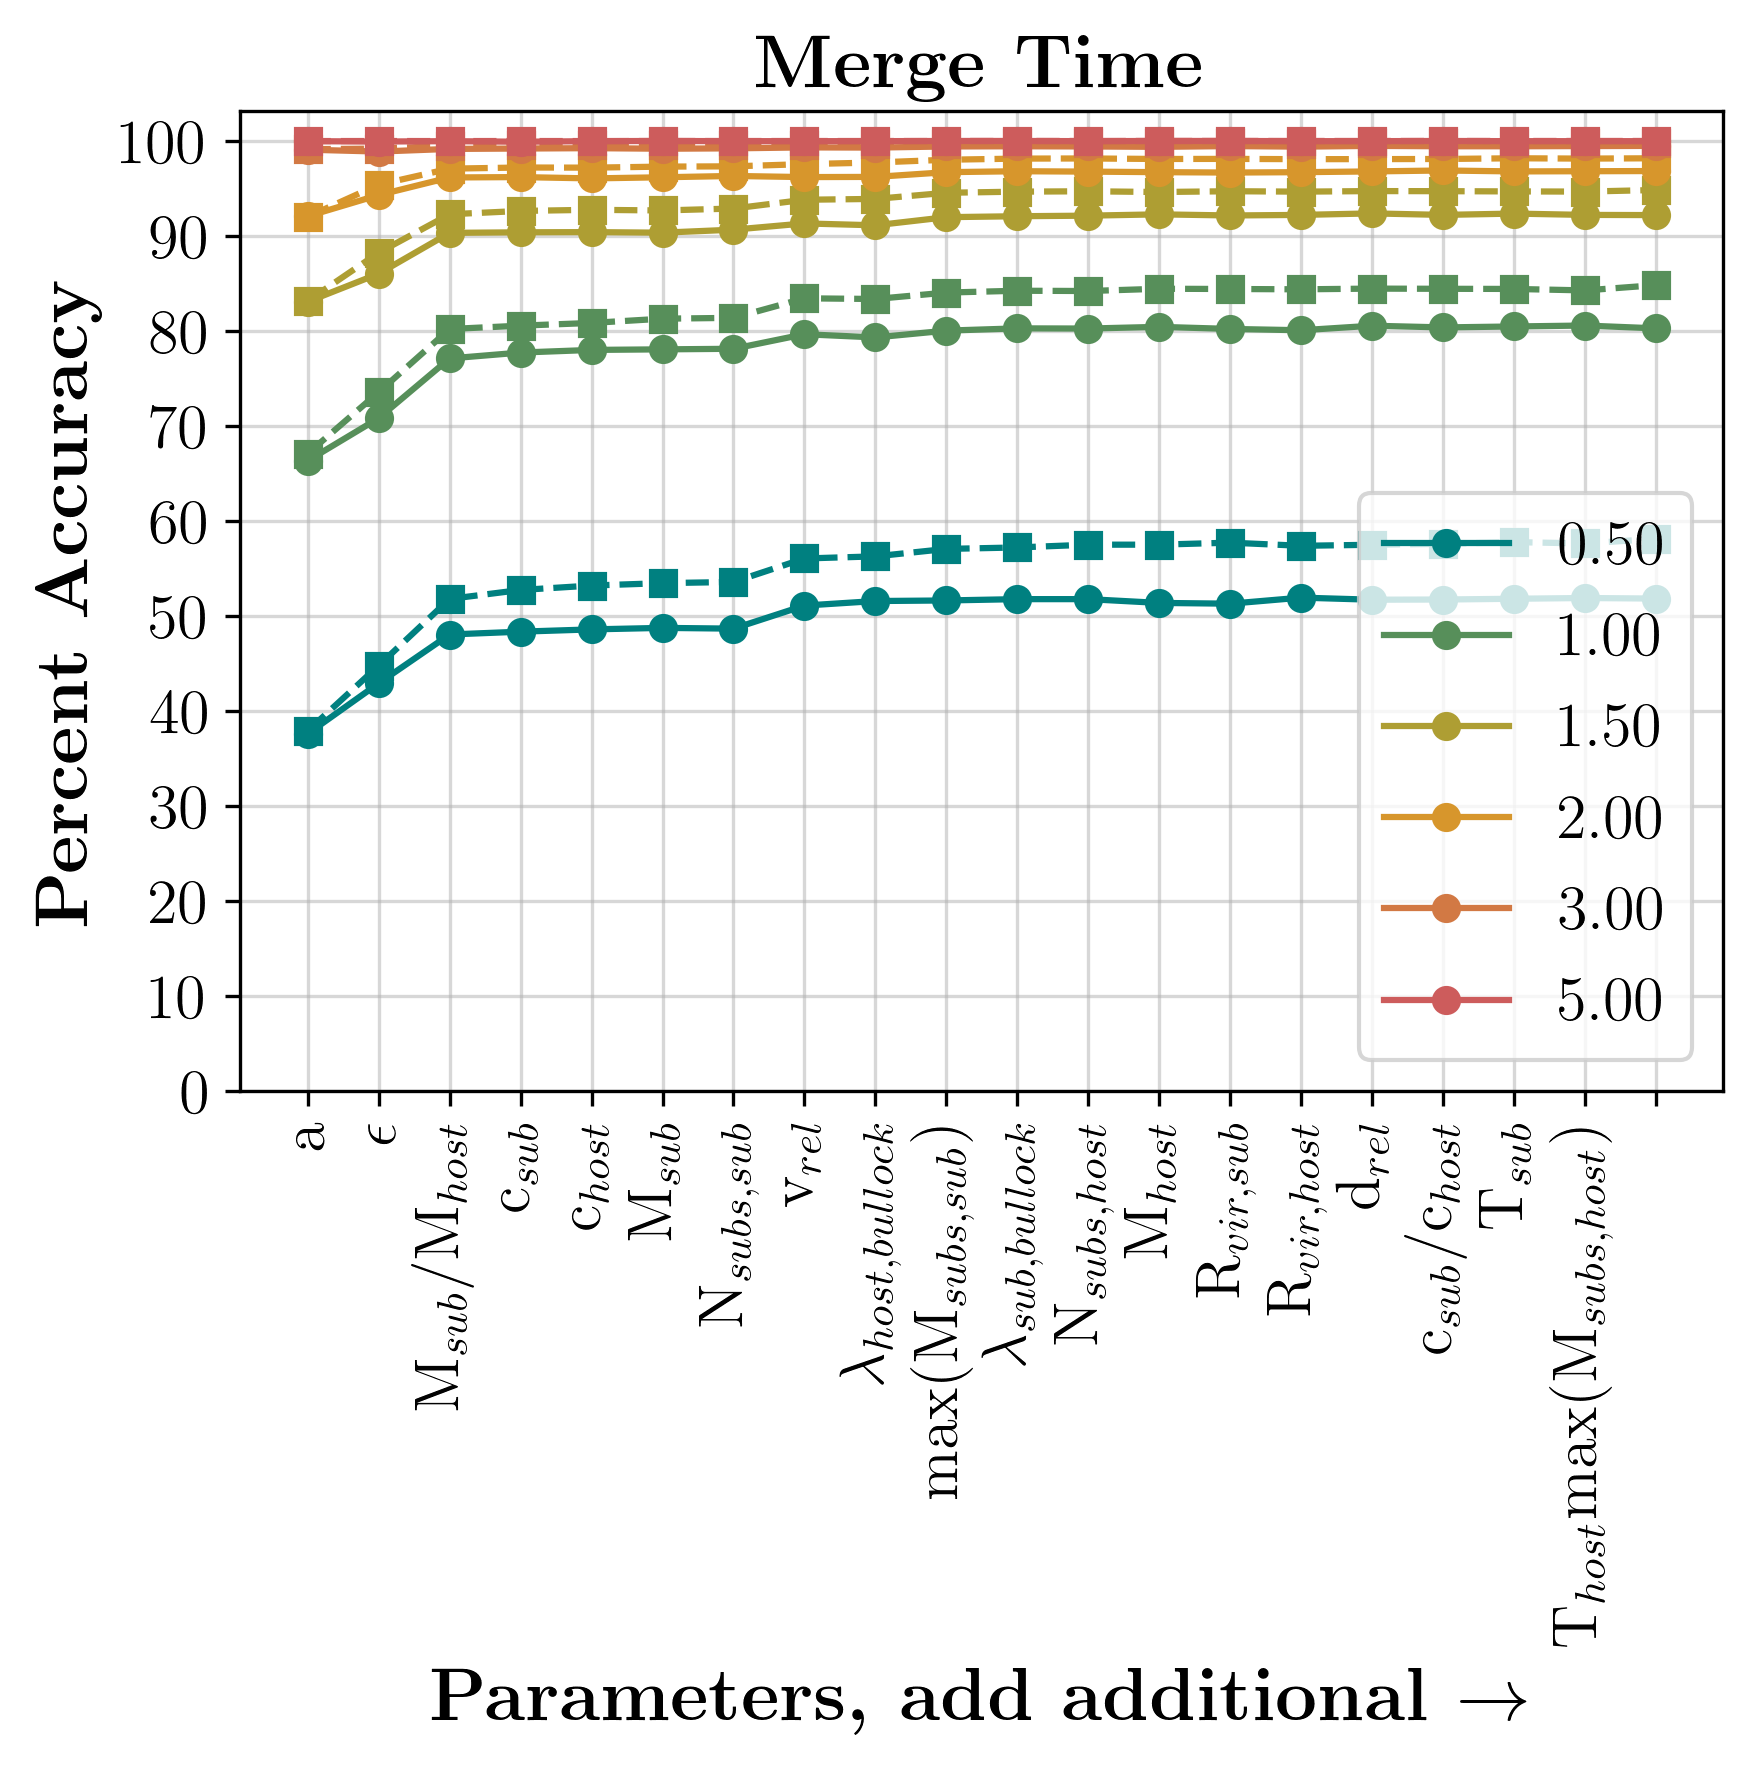 Merge Time
Percent Accuracy
100
90
80
70
60
50
40
30
20
10
0
0.50
1.00
1.50
2.00
3.00
5.00
a
ϵ
M_sub/M_host
c_sub
c_host
M_sub
N_subs,sub
v_rel
λ_host,bullock
max(M_subs,sub)
λ_sub,bullock
N_subs,host
M_host
R_vir,sub
R_vir,host
d_rel
c_sub/c_host
T_sub
T_hostmax(M_subs,host)
Parameters, add additional →